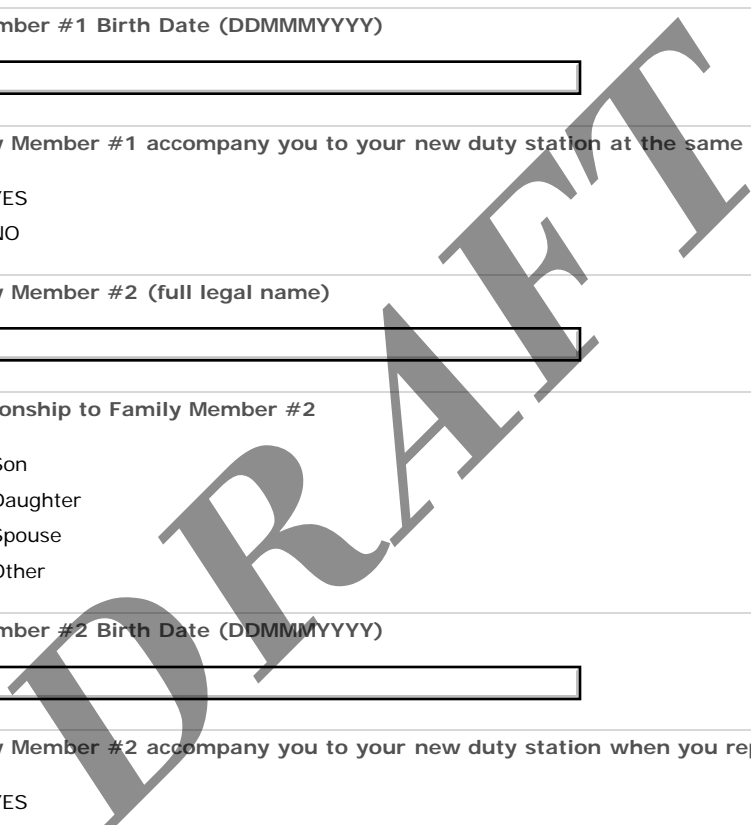 mber #1 Birth Date (DDMMMYYYY)
y Member #1 accompany you to your new duty station at the same
YES
NO
y Member #2 (full legal name)
onship to Family Member #2
Son
Daughter
Spouse
Other
mber #2 Birth Date (DDMMMYYYY)
y Member #2 accompany you to your new duty station when you rep
YES
DRAFT